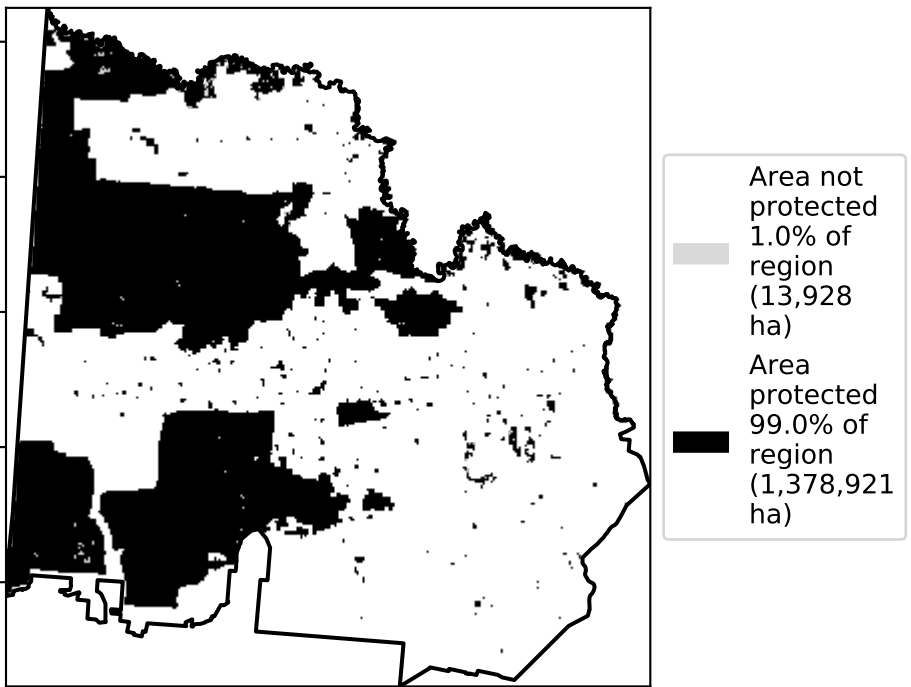 Area not
protected
1.0% of
region
(13,928
ha)
Area
protected
99.0% of
region
(1,378,921
ha)